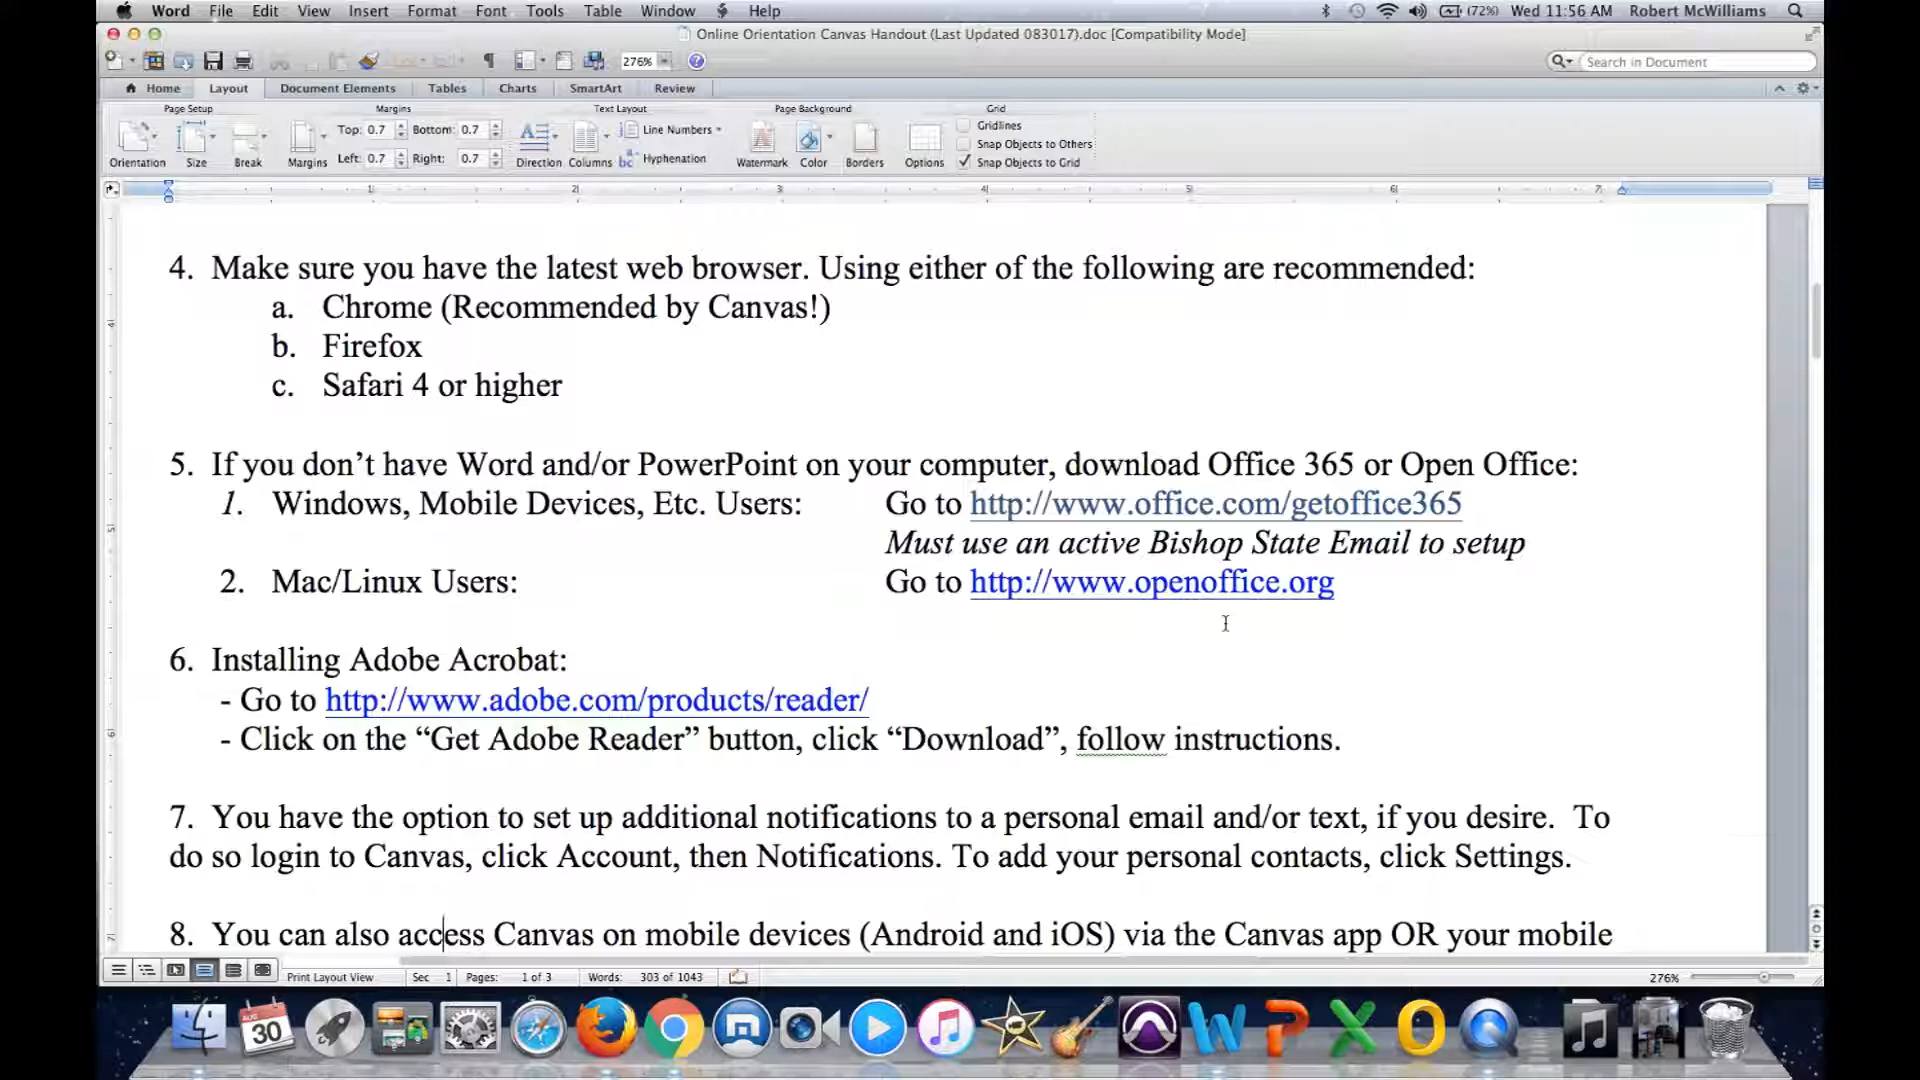 Word File Edit View Insert Format Font Tools Table Window Help (72%) Wed 11:56 AM Robert McWilliams
Online Orientation Canvas Handout (Last Updated 083017).doc [Compatibility Mode]
276% Search in Document
Home Layout Document Elements Tables Charts SmartArt Review
Page Setup Margins Text Layout Page Background Grid
Top: 0.7 Bottom: 0.7 Line Numbers Gridlines
Snap Objects to Others
Left: 0.7 Right: 0.7 Hyphenation Snap Objects to Grid
Orientation Size Break Margins Direction Columns Watermark Color Borders Options
1 2 3 4 5 6 7
4. Make sure you have the latest web browser. Using either of the following are recommended:
a. Chrome (Recommended by Canvas!)
b. Firefox
c. Safari 4 or higher
5. If you don’t have Word and/or PowerPoint on your computer, download Office 365 or Open Office:
1. Windows, Mobile Devices, Etc. Users: Go to http://www.office.com/getoffice365
Must use an active Bishop State Email to setup
2. Mac/Linux Users: Go to http://www.openoffice.org
6. Installing Adobe Acrobat:
- Go to http://www.adobe.com/products/reader/
- Click on the “Get Adobe Reader” button, click “Download”, follow instructions.
7. You have the option to set up additional notifications to a personal email and/or text, if you desire. To
do so login to Canvas, click Account, then Notifications. To add your personal contacts, click Settings.
8. You can also access Canvas on mobile devices (Android and iOS) via the Canvas app OR your mobile
Print Layout View Sec 1 Pages: 1 of 3 Words: 303 of 1043 276%
AUG
30